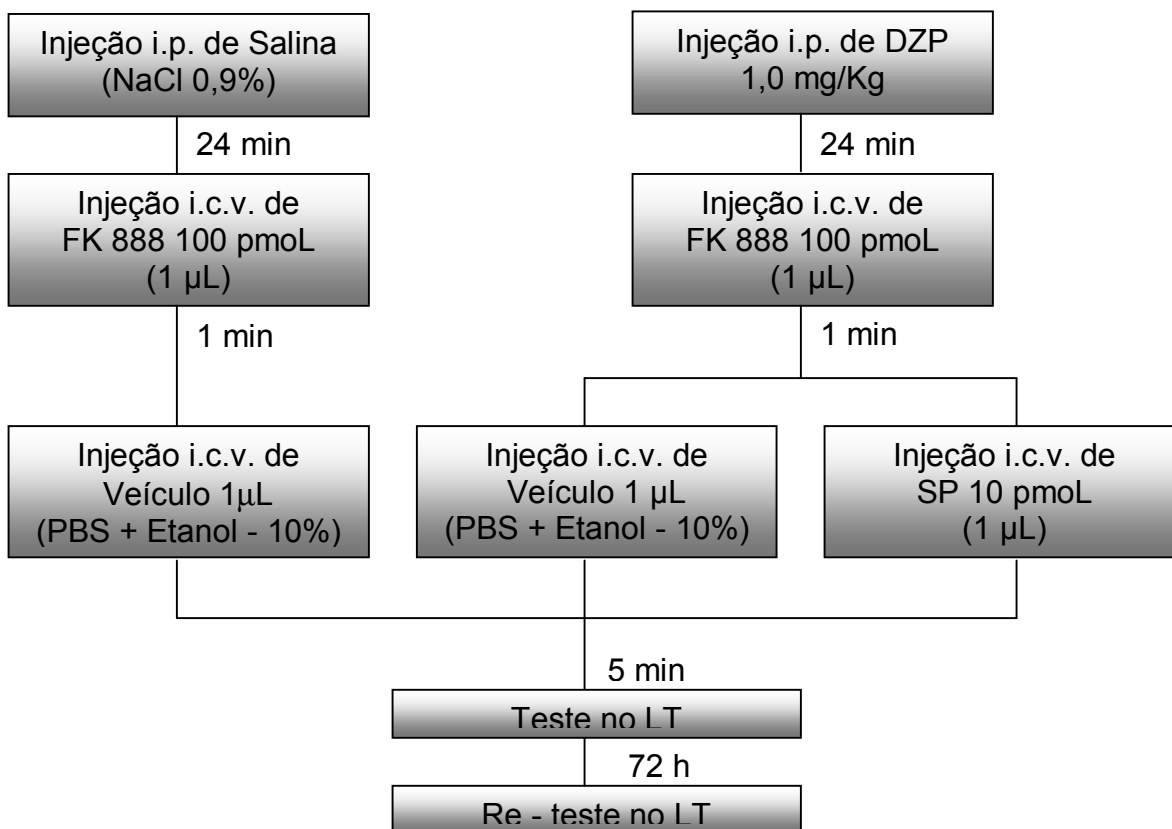 Injeção i.p. de Salina
(NaCl 0,9%)
Injeção i.p. de DZP
1,0 mg/Kg
24 min
24 min
Injeção i.c.v. de
FK 888 100 pmoL
(1 µL)
Injeção i.c.v. de
FK 888 100 pmoL
(1 µL)
1 min
1 min
Injeção i.c.v. de
Veículo 1µL
(PBS + Etanol - 10%)
Injeção i.c.v. de
Veículo 1 µL
(PBS + Etanol - 10%)
Injeção i.c.v. de
SP 10 pmoL
(1 µL)
5 min
Teste no LT
72 h
Re - teste no LT